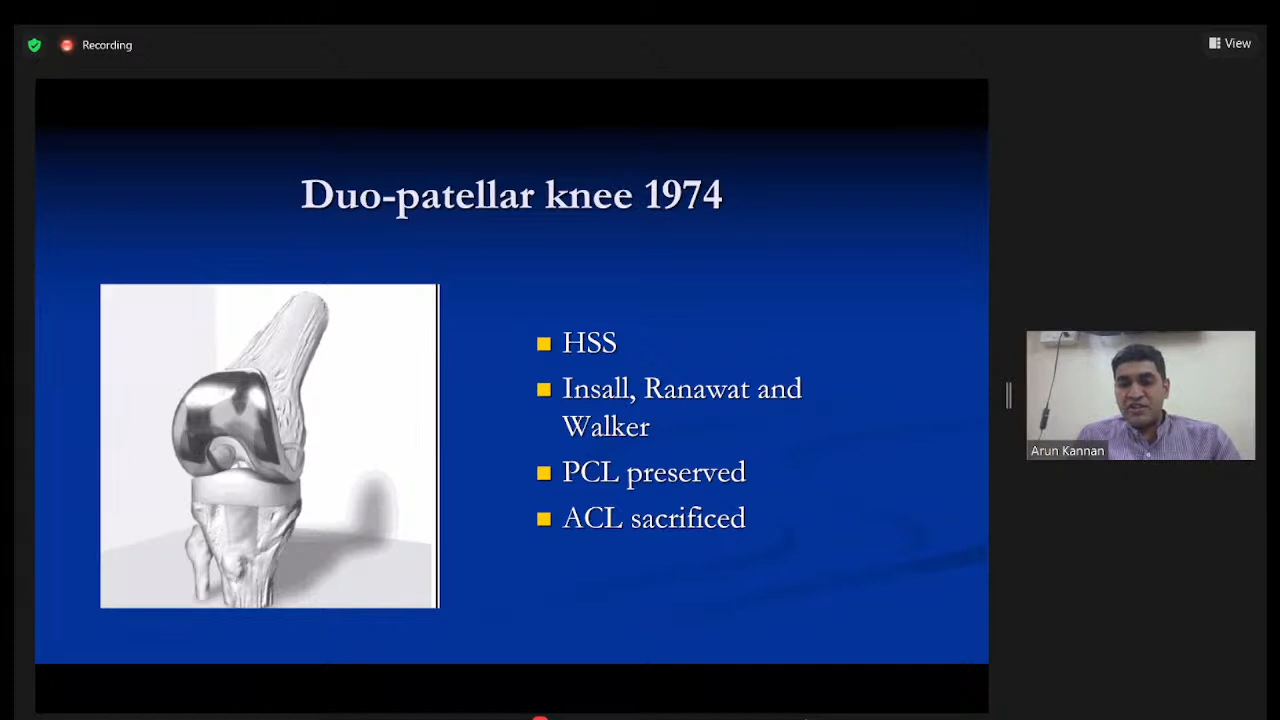 Recording
View
Duo-patellar knee 1974
HSS
Insall, Ranawat and
Walker
PCL preserved
ACL sacrificed
Arun Kannan